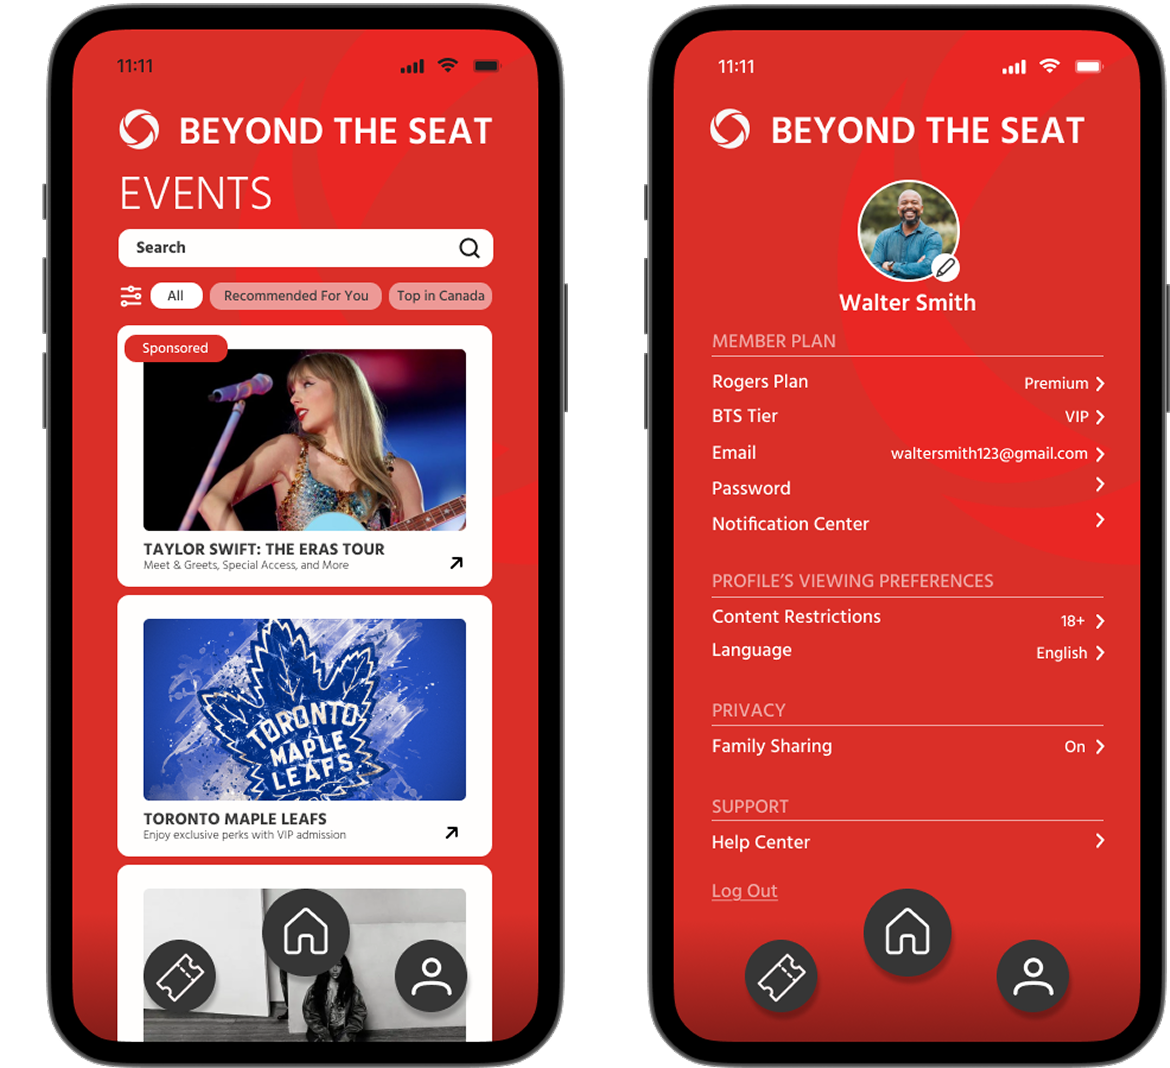 11:11
BEYOND THE SEAT
EVENTS
Search
All
Recommended For You
Top in Canada
Sponsored
TAYLOR SWIFT: THE ERAS TOUR
Meet & Greets, Special Access, and More
TORONTO
MAPLE
LEAFS
TORONTO MAPLE LEAFS
Enjoy exclusive perks with VIP admission
11:11
BEYOND THE SEAT
Walter Smith
MEMBER PLAN
Rogers Plan Premium
BTS Tier VIP
Email waltersmith123@gmail.com
Password
Notification Center
PROFILE'S VIEWING PREFERENCES
Content Restrictions 18+
Language English
PRIVACY
Family Sharing On
SUPPORT
Help Center
Log Out